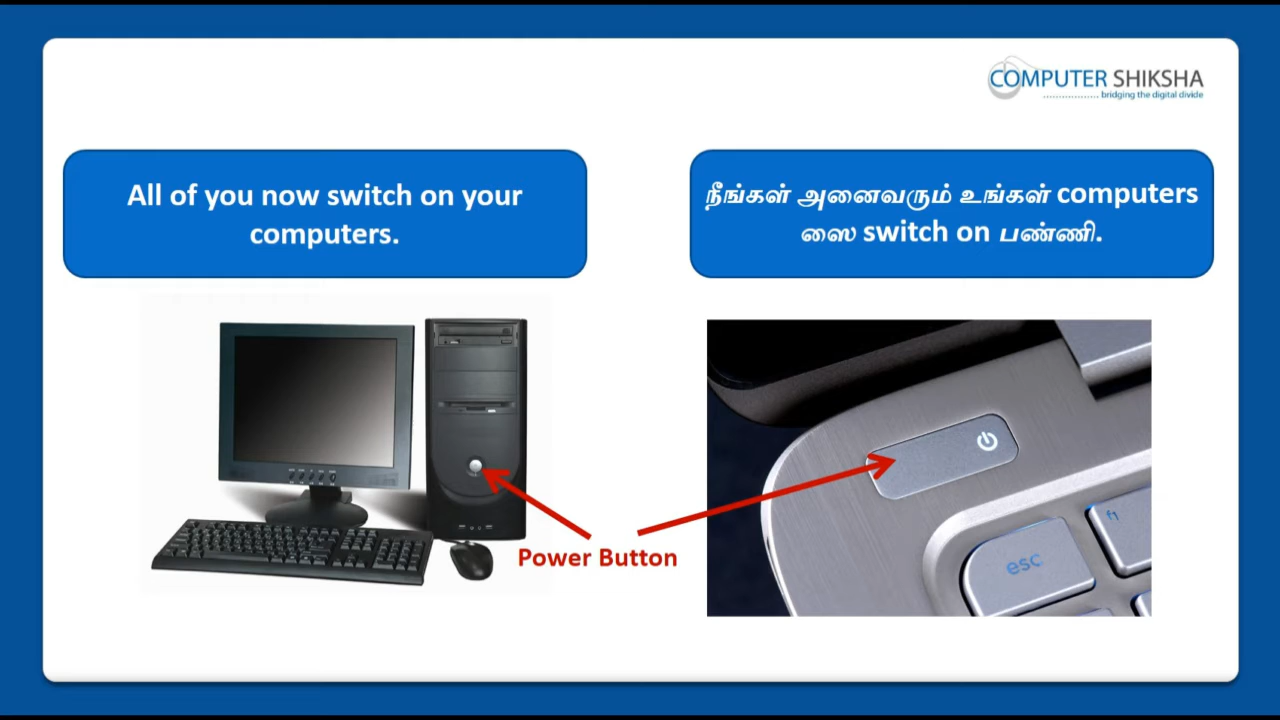 COMPUTER SHIKSHA
bridging the digital divide
All of you now switch on your
computers.
நீங்கள் அனைவரும் உங்கள் computers
ஸை switch on பண்ணி.
Power Button
f1
esc